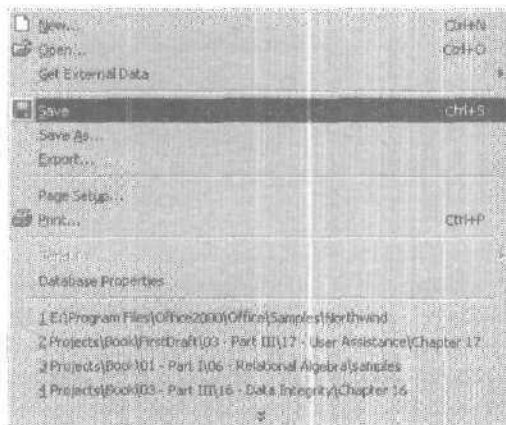 New... Ctrl+N
Open... Ctrl+O
Get External Data
Save Ctrl+S
Save As...
Export...
Page Setup...
Print... Ctrl+P
Database Properties
1 E:\Program Files\Office2000\Office\Samples\Northwind
2 Projects\Book\FirstDraft\03 - Part III\17 - User Assistance\Chapter 17
3 Projects\Book\01 - Part I\06 - Relational Algebra\samples
4 Projects\Book\03 - Part III\16 - Data Integrity\Chapter 16